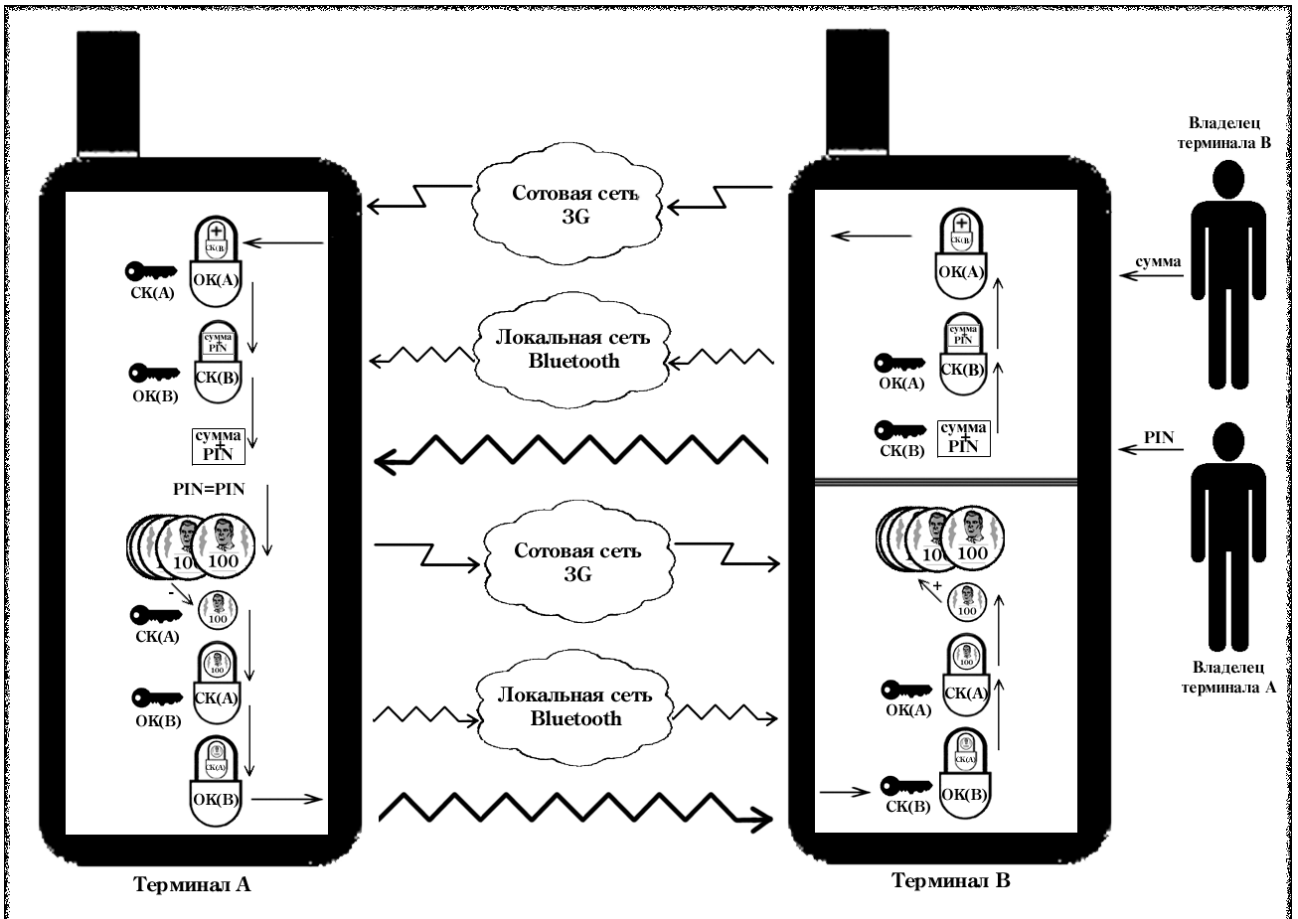 Сотовая сеть
3G
Локальная сеть
Bluetooth
СК(В)
ОК(А)
СК(А)
сумма
+
PIN
СК(В)
ОК(В)
сумма
+
PIN
PIN=PIN
100
100
-
100
СК(А)
100
СК(А)
ОК(В)
СК(А)
ОК(В)
Терминал А
Сотовая сеть
3G
Локальная сеть
Bluetooth
СК(В)
ОК(А)
сумма
+
PIN
СК(В)
ОК(А)
сумма
+
PIN
СК(В)
100
100
+
100
100
СК(А)
ОК(А)
СК(А)
ОК(В)
СК(В)
Терминал В
Владелец
терминала В
сумма
PIN
Владелец
терминала А